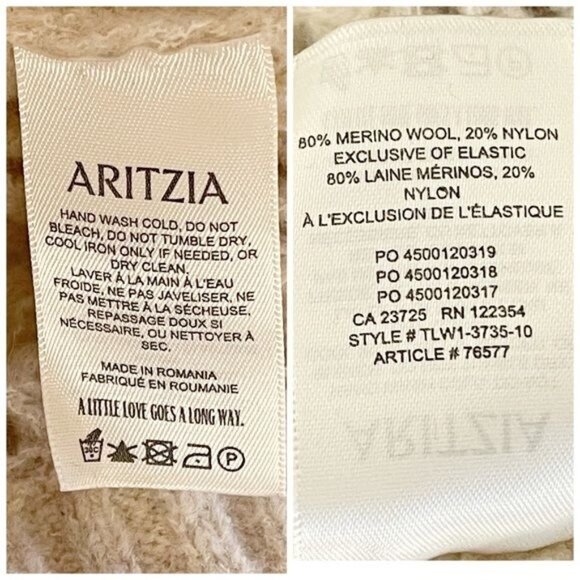 ARITZIA
HAND WASH COLD, DO NOT
BLEACH, DO NOT TUMBLE DRY,
COOL IRON ONLY IF NEEDED, OR
DRY CLEAN.
LAVER À LA MAIN À L'EAU
FROIDE, NE PAS JAVELISER, NE
PAS METTRE À LA SÉCHEUSE,
REPASSAGE DOUX SI
NÉCESSAIRE, OU NETTOYER À
SEC.
MADE IN ROMANIA
FABRIQUÉ EN ROUMANIE
A LITTLE LOVE GOES A LONG WAY.
30C
P
80% MERINO WOOL, 20% NYLON
EXCLUSIVE OF ELASTIC
80% LAINE MÉRINOS, 20%
NYLON
À L'EXCLUSION DE L'ÉLASTIQUE
PO 4500120319
PO 4500120318
PO 4500120317
CA 23725 RN 122354
STYLE # TLW1-3735-10
ARTICLE # 76577
ARITZIA